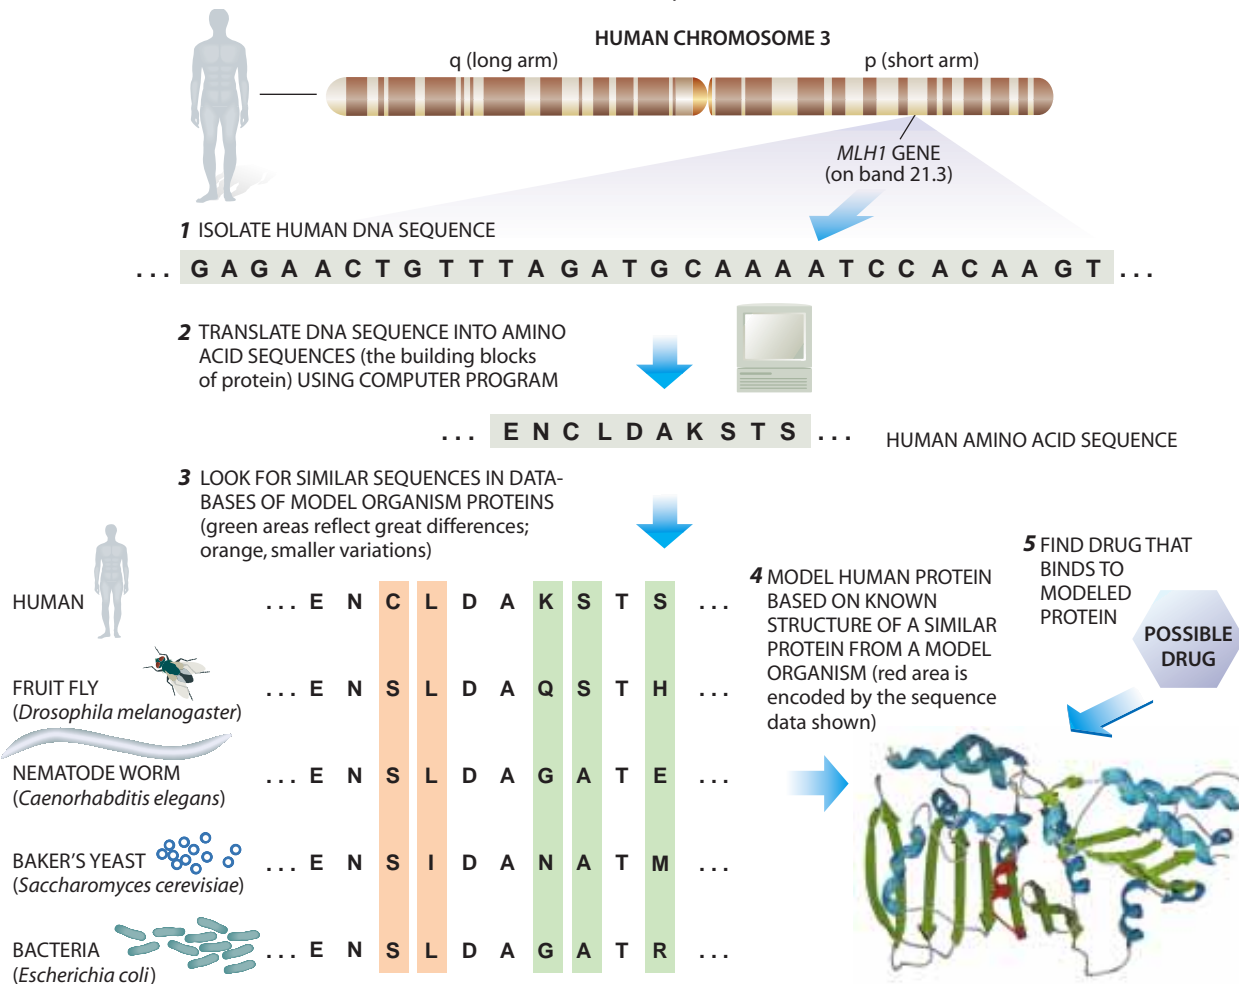 HUMAN CHROMOSOME 3
q (long arm)
p (short arm)
MLH1 GENE
(on band 21.3)
1 ISOLATE HUMAN DNA SEQUENCE
... G A G A A C T G T T T A G A T G C A A A A T C C A C A A G T ...
2 TRANSLATE DNA SEQUENCE INTO AMINO
ACID SEQUENCES (the building blocks
of protein) USING COMPUTER PROGRAM
... E N C L D A K S T S ...
HUMAN AMINO ACID SEQUENCE
3 LOOK FOR SIMILAR SEQUENCES IN DATA-
BASES OF MODEL ORGANISM PROTEINS
(green areas reflect great differences;
orange, smaller variations)
HUMAN
... E N C L D A K S T S ...
FRUIT FLY
(Drosophila melanogaster)
... E N S L D A Q S T H ...
NEMATODE WORM
(Caenorhabditis elegans)
... E N S L D A G A T E ...
BAKER'S YEAST
(Saccharomyces cerevisiae)
... E N S I D A N A T M ...
BACTERIA
(Escherichia coli)
... E N S L D A G A T R ...
4 MODEL HUMAN PROTEIN
BASED ON KNOWN
STRUCTURE OF A SIMILAR
PROTEIN FROM A MODEL
ORGANISM (red area is
encoded by the sequence
data shown)
5 FIND DRUG THAT
BINDS TO
MODELED
PROTEIN
POSSIBLE
DRUG